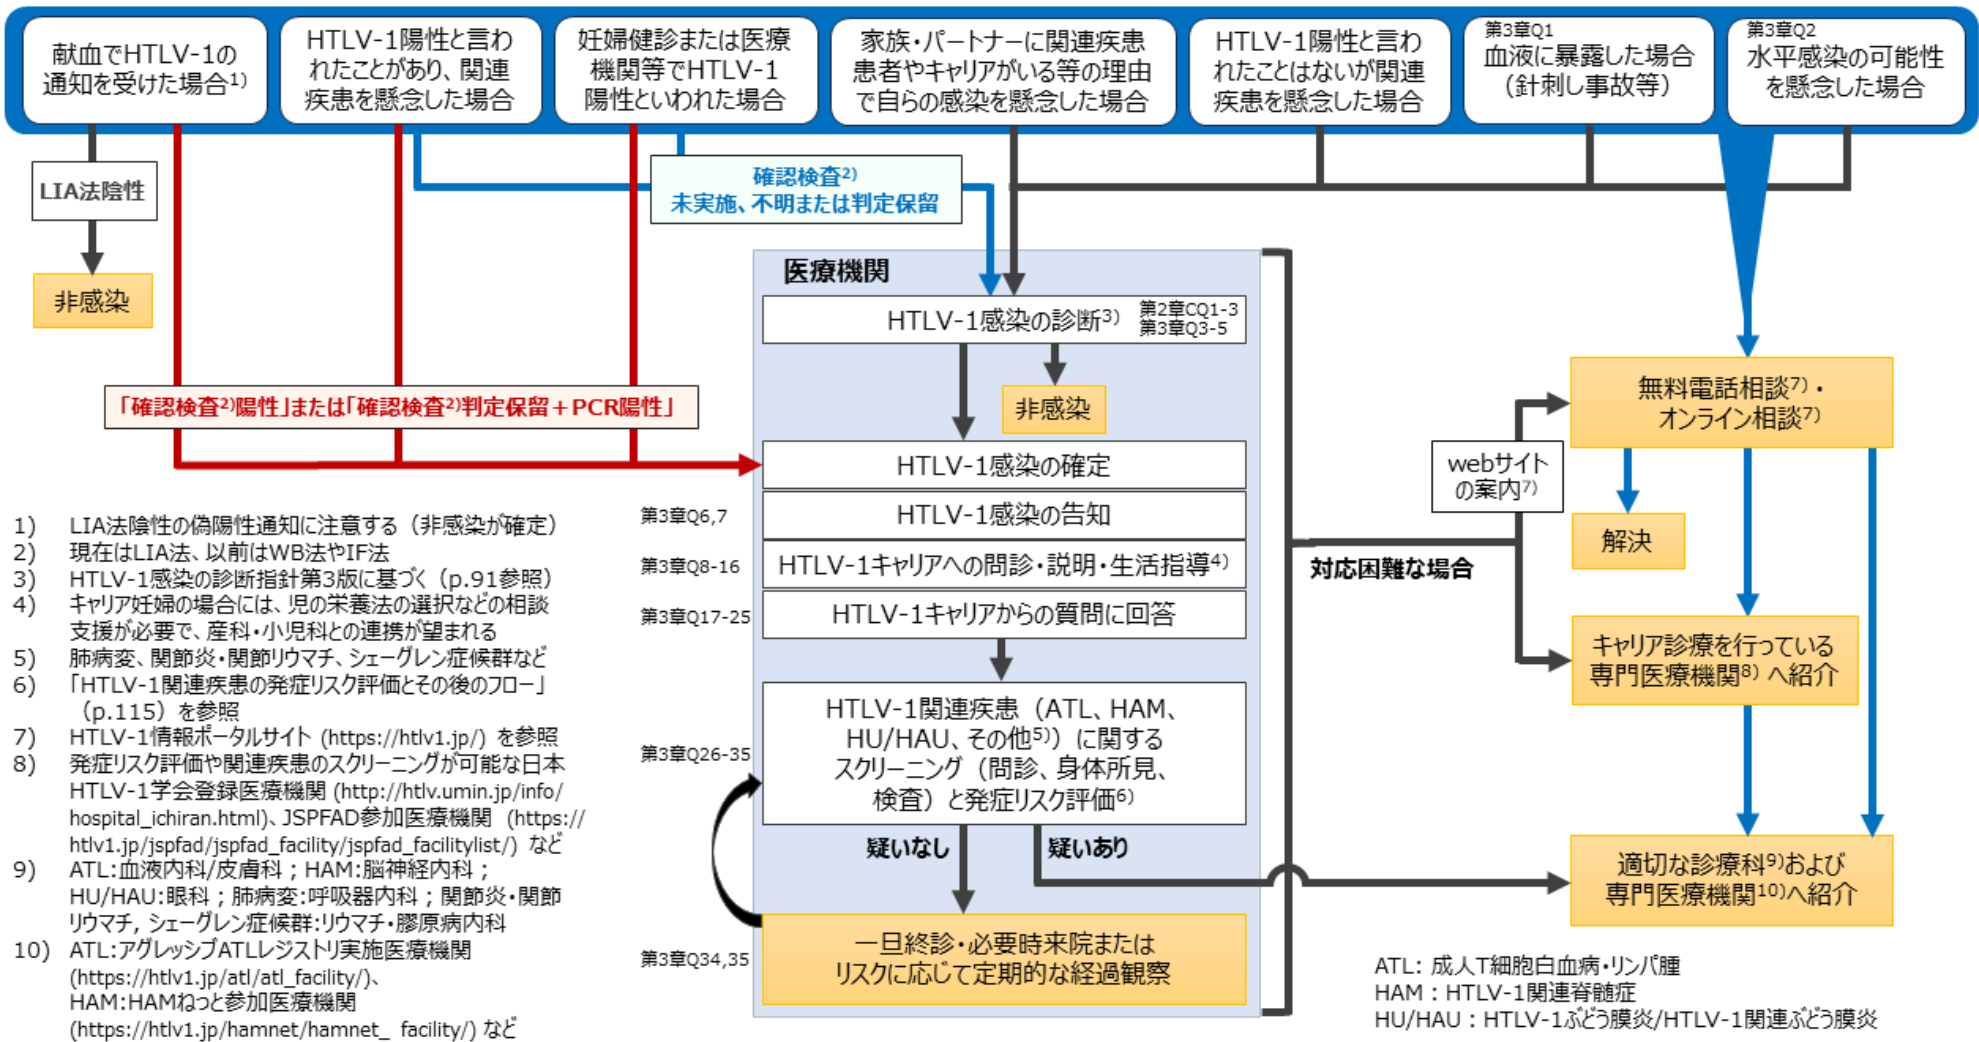 献血でHTLV-1の
通知を受けた場合1)
HTLV-1陽性と言わ
れたことがあり、関連
疾患を懸念した場合
妊婦健診または医療
機関等でHTLV-1
陽性といわれた場合
家族・パートナーに関連疾患
患者やキャリアがいる等の理由
で自らの感染を懸念した場合
HTLV-1陽性と言わ
れたことはないが関連
疾患を懸念した場合
第3章Q1
血液に暴露した場合
（針刺し事故等）
第3章Q2
水平感染の可能性
を懸念した場合
LIA法陰性
非感染
確認検査2)
未実施、不明または判定保留
「確認検査2)陽性」または「確認検査2)判定保留＋PCR陽性」
医療機関
HTLV-1感染の診断3)
第2章CQ1-3
第3章Q3-5
非感染
HTLV-1感染の確定
第3章Q6,7
HTLV-1感染の告知
第3章Q8-16
HTLV-1キャリアへの問診・説明・生活指導4)
第3章Q17-25
HTLV-1キャリアからの質問に回答
第3章Q26-35
HTLV-1関連疾患（ATL、HAM、
HU/HAU、その他5)）に関する
スクリーニング（問診、身体所見、
検査）と発症リスク評価6)
疑いなし
疑いあり
第3章Q34,35
一旦終診・必要時来院または
リスクに応じて定期的な経過観察
対応困難な場合
webサイト
の案内7)
無料電話相談7)・
オンライン相談7)
解決
キャリア診療を行っている
専門医療機関8) へ紹介
適切な診療科9)および
専門医療機関10)へ紹介
1) LIA法陰性の偽陽性通知に注意する（非感染が確定）
2) 現在はLIA法、以前はWB法やIF法
3) HTLV-1感染の診断指針第3版に基づく（p.91参照）
4) キャリア妊婦の場合には、児の栄養法の選択などの相談
支援が必要で、産科・小児科との連携が望まれる
5) 肺病変、関節炎・関節リウマチ、シェーグレン症候群など
6) 「HTLV-1関連疾患の発症リスク評価とその後のフロー」
（p.115）を参照
7) HTLV-1情報ポータルサイト (https://htlv1.jp/) を参照
8) 発症リスク評価や関連疾患のスクリーニングが可能な日本
HTLV-1学会登録医療機関 (http://htlv.umin.jp/info/
hospital_ichiran.html)、JSPFAD参加医療機関 (https://
htlv1.jp/jspfad/jspfad_facility/jspfad_facilitylist/) など
9) ATL:血液内科/皮膚科；HAM:脳神経内科；
HU/HAU:眼科；肺病変:呼吸器内科；関節炎・関節
リウマチ, シェーグレン症候群:リウマチ・膠原病内科
10) ATL:アグレッシブATLレジストリ実施医療機関
(https://htlv1.jp/atl/atl_facility/)、
HAM:HAMねっと参加医療機関
(https://htlv1.jp/hamnet/hamnet_ facility/) など
ATL: 成人T細胞白血病・リンパ腫
HAM：HTLV-1関連脊髄症
HU/HAU：HTLV-1ぶどう膜炎/HTLV-1関連ぶどう膜炎